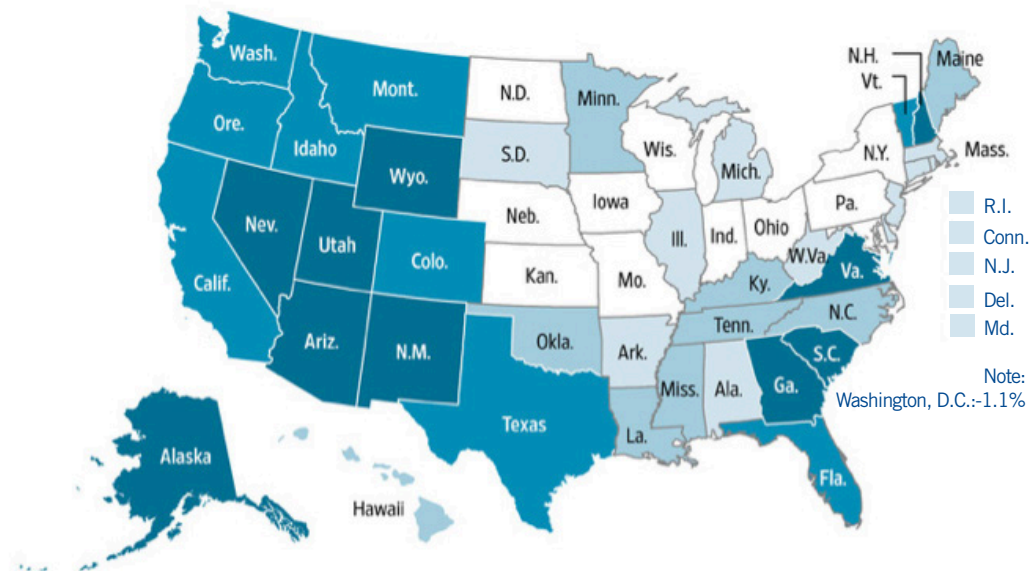 Wash.
Mont.
N.D.
Minn.
N.H.
Maine
Vt.
Ore.
Idaho
S.D.
Wis.
Mich.
N.Y.
Mass.
Wyo.
Neb.
Iowa
Pa.
R.I.
Nev.
Utah
Colo.
Ill.
Ind.
Ohio
W.Va.
Va.
Conn.
Calif.
Kan.
Mo.
Ky.
N.J.
Ariz.
N.M.
Okla.
Ark.
Tenn.
N.C.
Del.
Md.
S.C.
Miss.
Ala.
Ga.
Note:
Washington, D.C.:-1.1%
Texas
La.
Fla.
Alaska
Hawaii